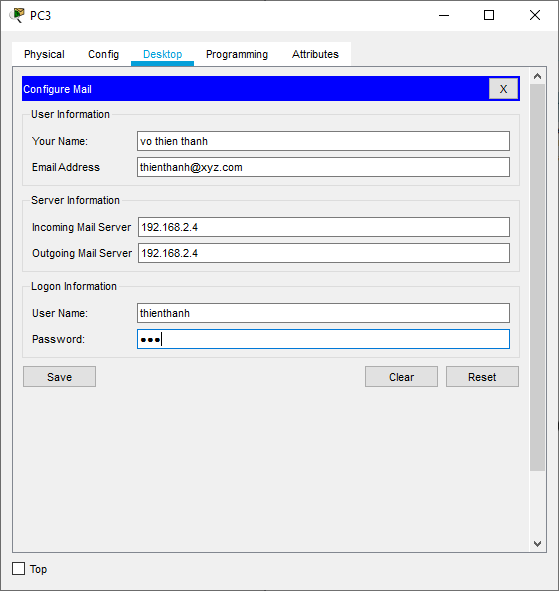 PC3
Physical Config Desktop Programming Attributes
Configure Mail X
User Information
Your Name: vo thien thanh
Email Address thienthanh@xyz.com
Server Information
Incoming Mail Server 192.168.2.4
Outgoing Mail Server 192.168.2.4
Logon Information
User Name: thienthanh
Password: ●●●
Save Clear Reset
Top